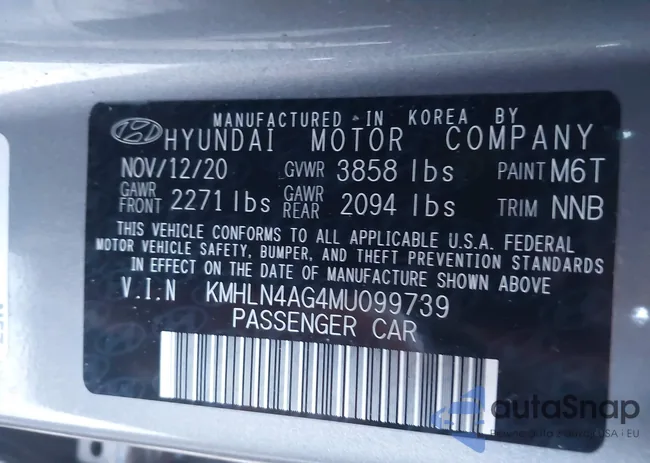 MANUFACTURED IN KOREA BY
HYUNDAI MOTOR COMPANY
NOV/12/20 GVWR 3858 lbs PAINT M6T
GAWR FRONT 2271 lbs GAWR REAR 2094 lbs TRIM NNB
THIS VEHICLE CONFORMS TO ALL APPLICABLE U.S.A. FEDERAL
MOTOR VEHICLE SAFETY, BUMPER, AND THEFT PREVENTION STANDARDS
IN EFFECT ON THE DATE OF MANUFACTURE SHOWN ABOVE
V.I.N KMHLN4AG4MU099739
PASSENGER CAR
autoSnap